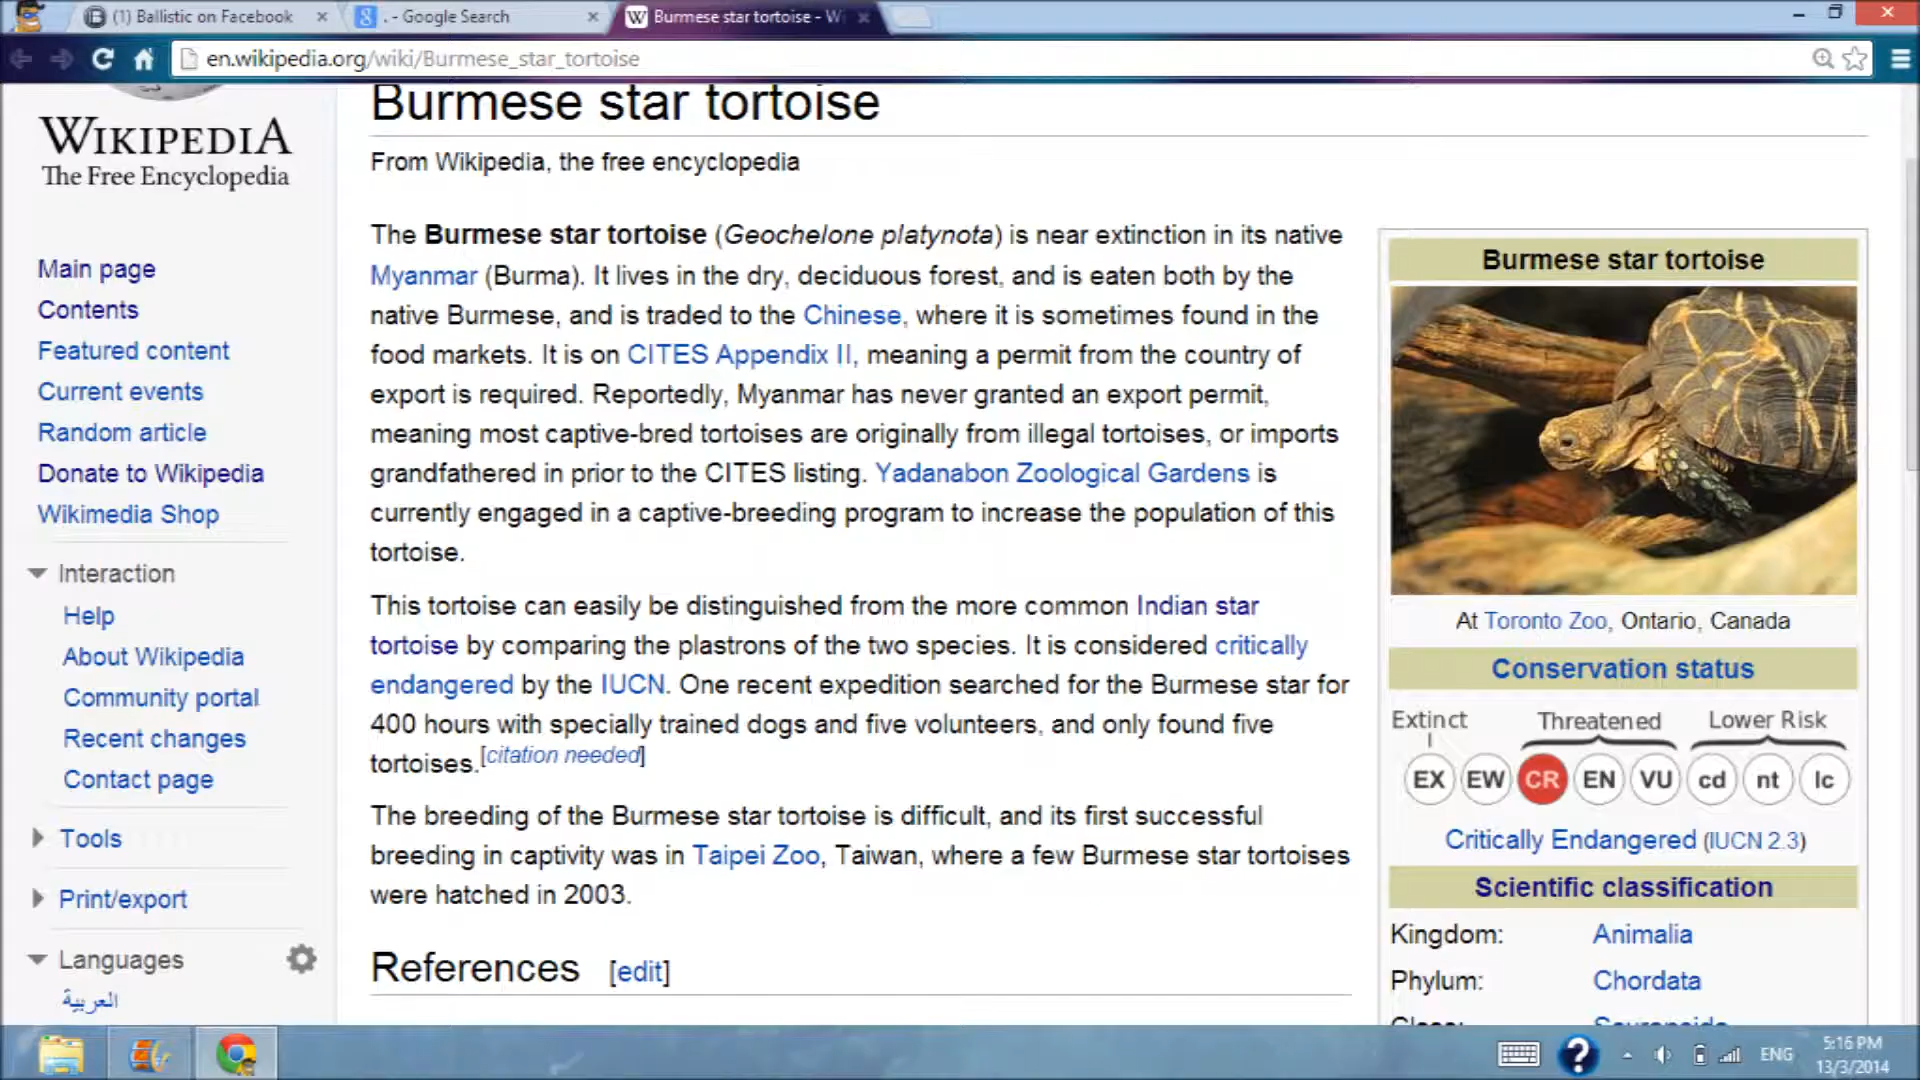 (1) Ballistic on Facebook
. - Google Search
Burmese star tortoise - Wi
en.wikipedia.org/wiki/Burmese_star_tortoise
WIKIPEDIA
The Free Encyclopedia
Main page
Contents
Featured content
Current events
Random article
Donate to Wikipedia
Wikimedia Shop
Interaction
Help
About Wikipedia
Community portal
Recent changes
Contact page
Tools
Print/export
Languages
العربية
Burmese star tortoise
From Wikipedia, the free encyclopedia
The Burmese star tortoise (Geochelone platynota) is near extinction in its native
Myanmar (Burma). It lives in the dry, deciduous forest, and is eaten both by the
native Burmese, and is traded to the Chinese, where it is sometimes found in the
food markets. It is on CITES Appendix II, meaning a permit from the country of
export is required. Reportedly, Myanmar has never granted an export permit,
meaning most captive-bred tortoises are originally from illegal tortoises, or imports
grandfathered in prior to the CITES listing. Yadanabon Zoological Gardens is
currently engaged in a captive-breeding program to increase the population of this
tortoise.
This tortoise can easily be distinguished from the more common Indian star
tortoise by comparing the plastrons of the two species. It is considered critically
endangered by the IUCN. One recent expedition searched for the Burmese star for
400 hours with specially trained dogs and five volunteers, and only found five
tortoises.[citation needed]
The breeding of the Burmese star tortoise is difficult, and its first successful
breeding in captivity was in Taipei Zoo, Taiwan, where a few Burmese star tortoises
were hatched in 2003.
References [edit]
Burmese star tortoise
At Toronto Zoo, Ontario, Canada
Conservation status
Extinct Threatened Lower Risk
EX EW CR EN VU cd nt lc
Critically Endangered (IUCN 2.3)
Scientific classification
Kingdom: Animalia
Phylum: Chordata
Class: Sauropsida
ENG
5:16 PM
13/3/2014